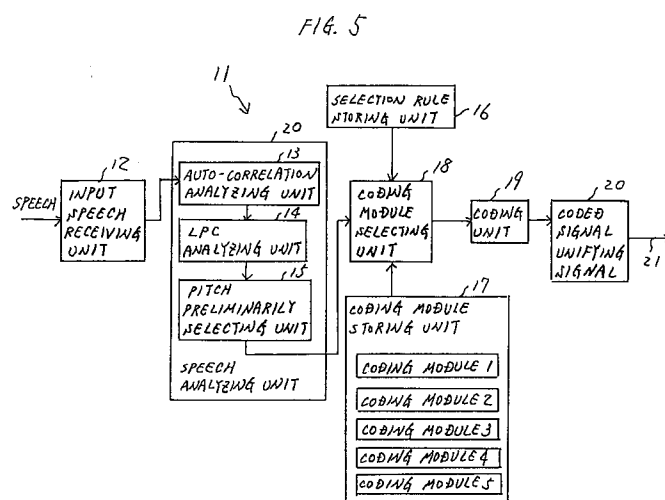 FIG. 5
11
SPEECH
12
INPUT
SPEECH
RECEIVING
UNIT
20
13
AUTO-CORRELATION
ANALYZING UNIT
14
LPC
ANALYZING UNIT
15
PITCH
PRELIMINARILY
SELECTING UNIT
SPEECH
ANALYZING UNIT
SELECTION RULE
STORING UNIT
16
18
CODING
MODULE
SELECTING
UNIT
19
CODING
UNIT
20
CODED
SIGNAL
UNIFYING
SIGNAL
21
17
CODING MODULE
STORING UNIT
CODING MODULE 1
CODING MODULE 2
CODING MODULE 3
CODING MODULE 4
CODING MODULE 5